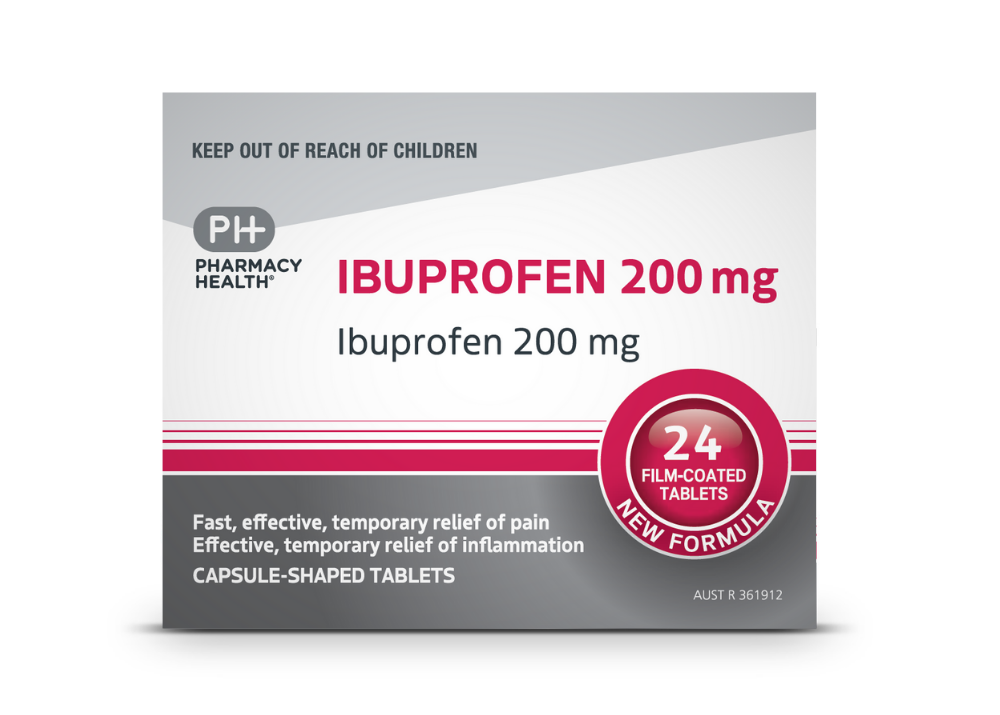 KEEP OUT OF REACH OF CHILDREN
PH
PHARMACY
HEALTH®
IBUPROFEN 200 mg
Ibuprofen 200 mg
24
FILM-COATED
TABLETS
NEW FORMULA
Fast, effective, temporary relief of pain
Effective, temporary relief of inflammation
CAPSULE-SHAPED TABLETS
AUST R 361912